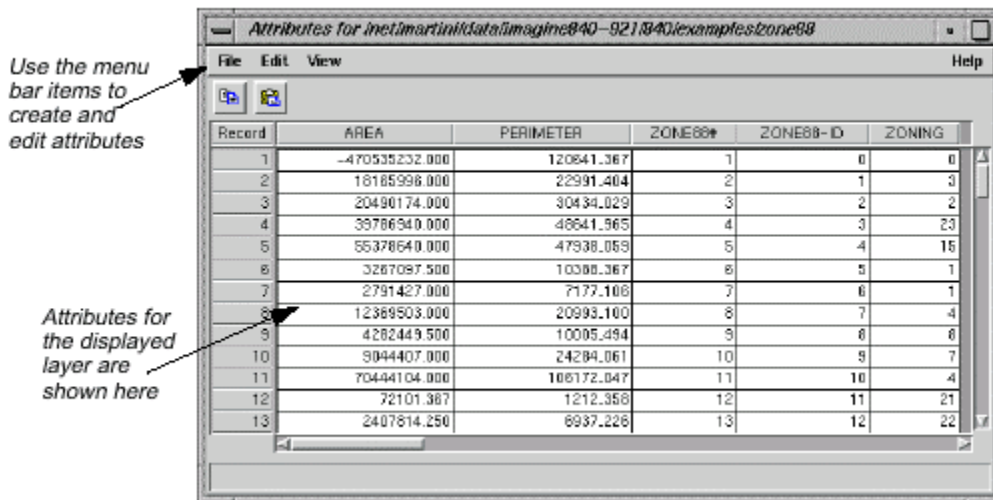 Attributes for /net/martini/data/imagine840-921/840/examples/zone88
File Edit View Help
Use the menu
bar items to
create and
edit attributes
Record AREA PERIMETER ZONE88# ZONE88-ID ZONING
1 -470535232.000 120641.367 1 0 0
2 18165996.000 22991.404 2 1 3
3 20490174.000 30434.029 3 2 2
4 39786940.000 48641.965 4 3 23
5 55378640.000 47938.059 5 4 15
6 3267097.500 10388.367 6 5 1
7 2791427.000 7177.106 7 6 1
8 12369503.000 20993.100 8 7 4
9 4282449.500 10005.494 9 8 8
10 9044407.000 24284.061 10 9 7
11 70444104.000 106172.047 11 10 4
12 72101.367 1212.358 12 11 21
13 2407814.250 6937.226 13 12 22
Attributes for
the displayed
layer are
shown here